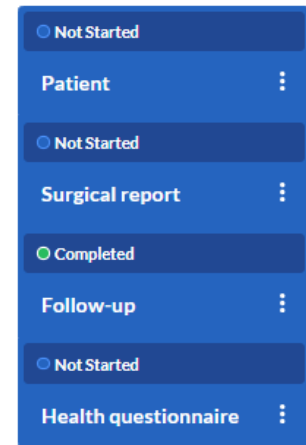 Not Started
Patient
Not Started
Surgical report
Completed
Follow-up
Not Started
Health questionnaire